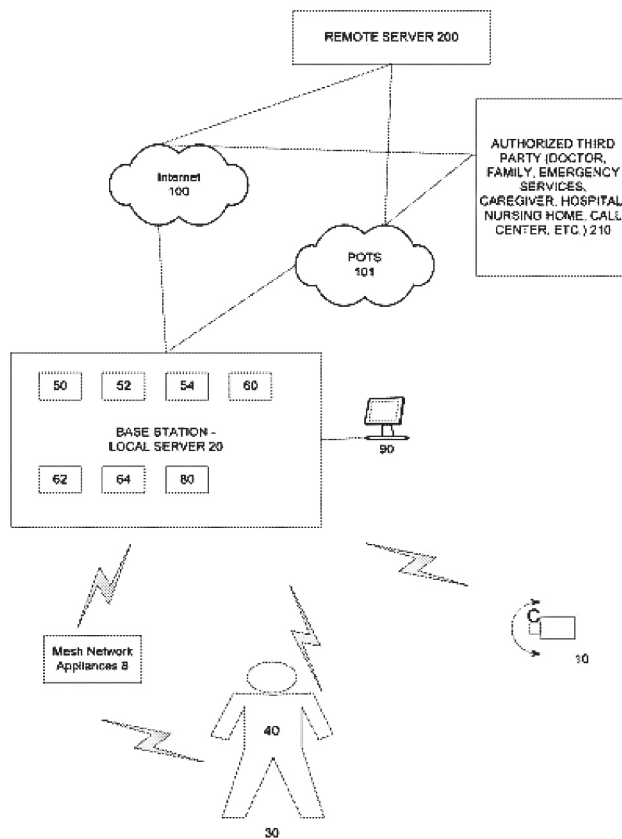 REMOTE SERVER 200
Internet
100
AUTHORIZED THIRD
PARTY (DOCTOR,
FAMILY, EMERGENCY
SERVICES,
CAREGIVER, HOSPITAL,
NURSING HOME, CALL
CENTER, ETC.) 210
POTS
101
50 52 54 60
BASE STATION -
LOCAL SERVER 20
62 64 80
90
Mesh Network
Appliances 8
C
10
40
30